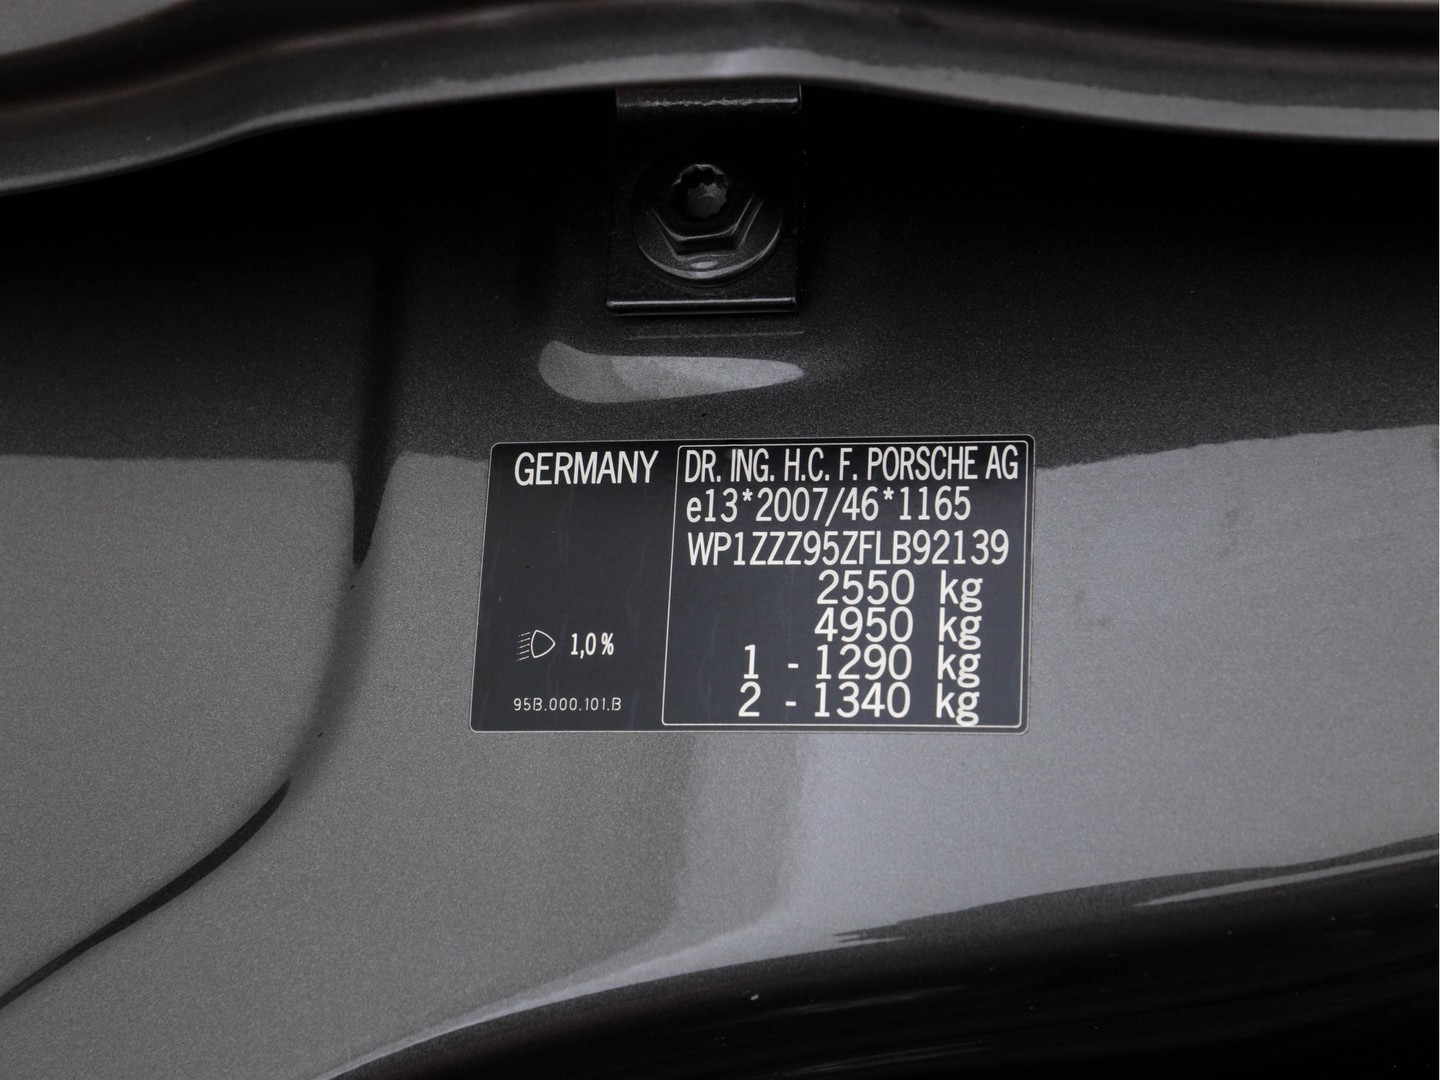 GERMANY
DR. ING. H.C. F. PORSCHE AG
e13*2007/46*1165
WP1ZZZ95ZFLB92139
2550 kg
4950 kg
1 - 1290 kg
2 - 1340 kg
1,0%
95B.000.101.B